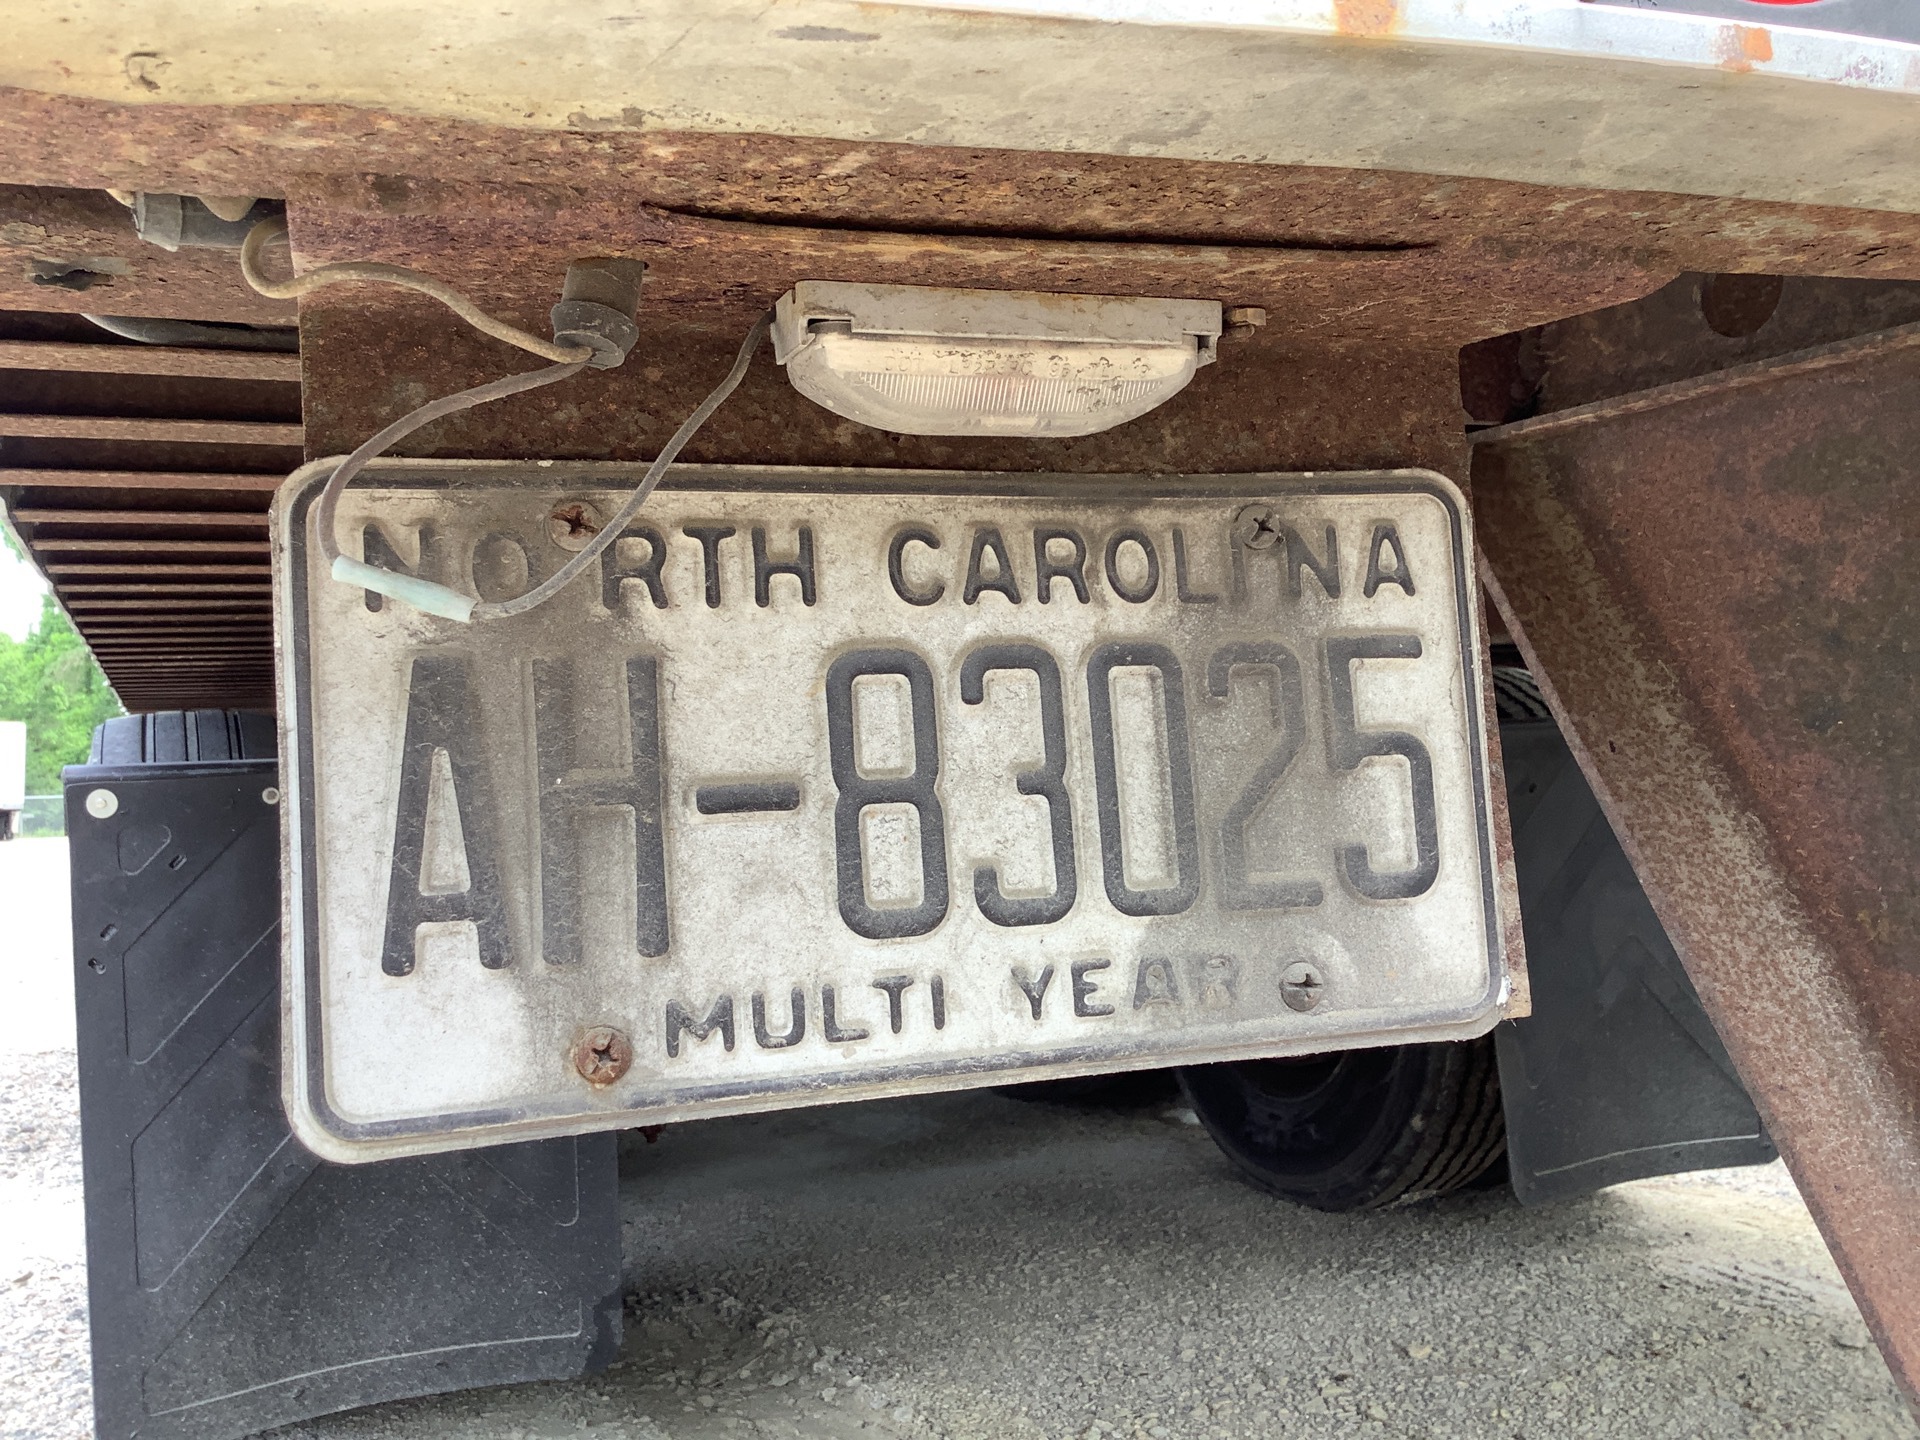 NORTH CAROLINA
AH-83025
MULTI YEAR